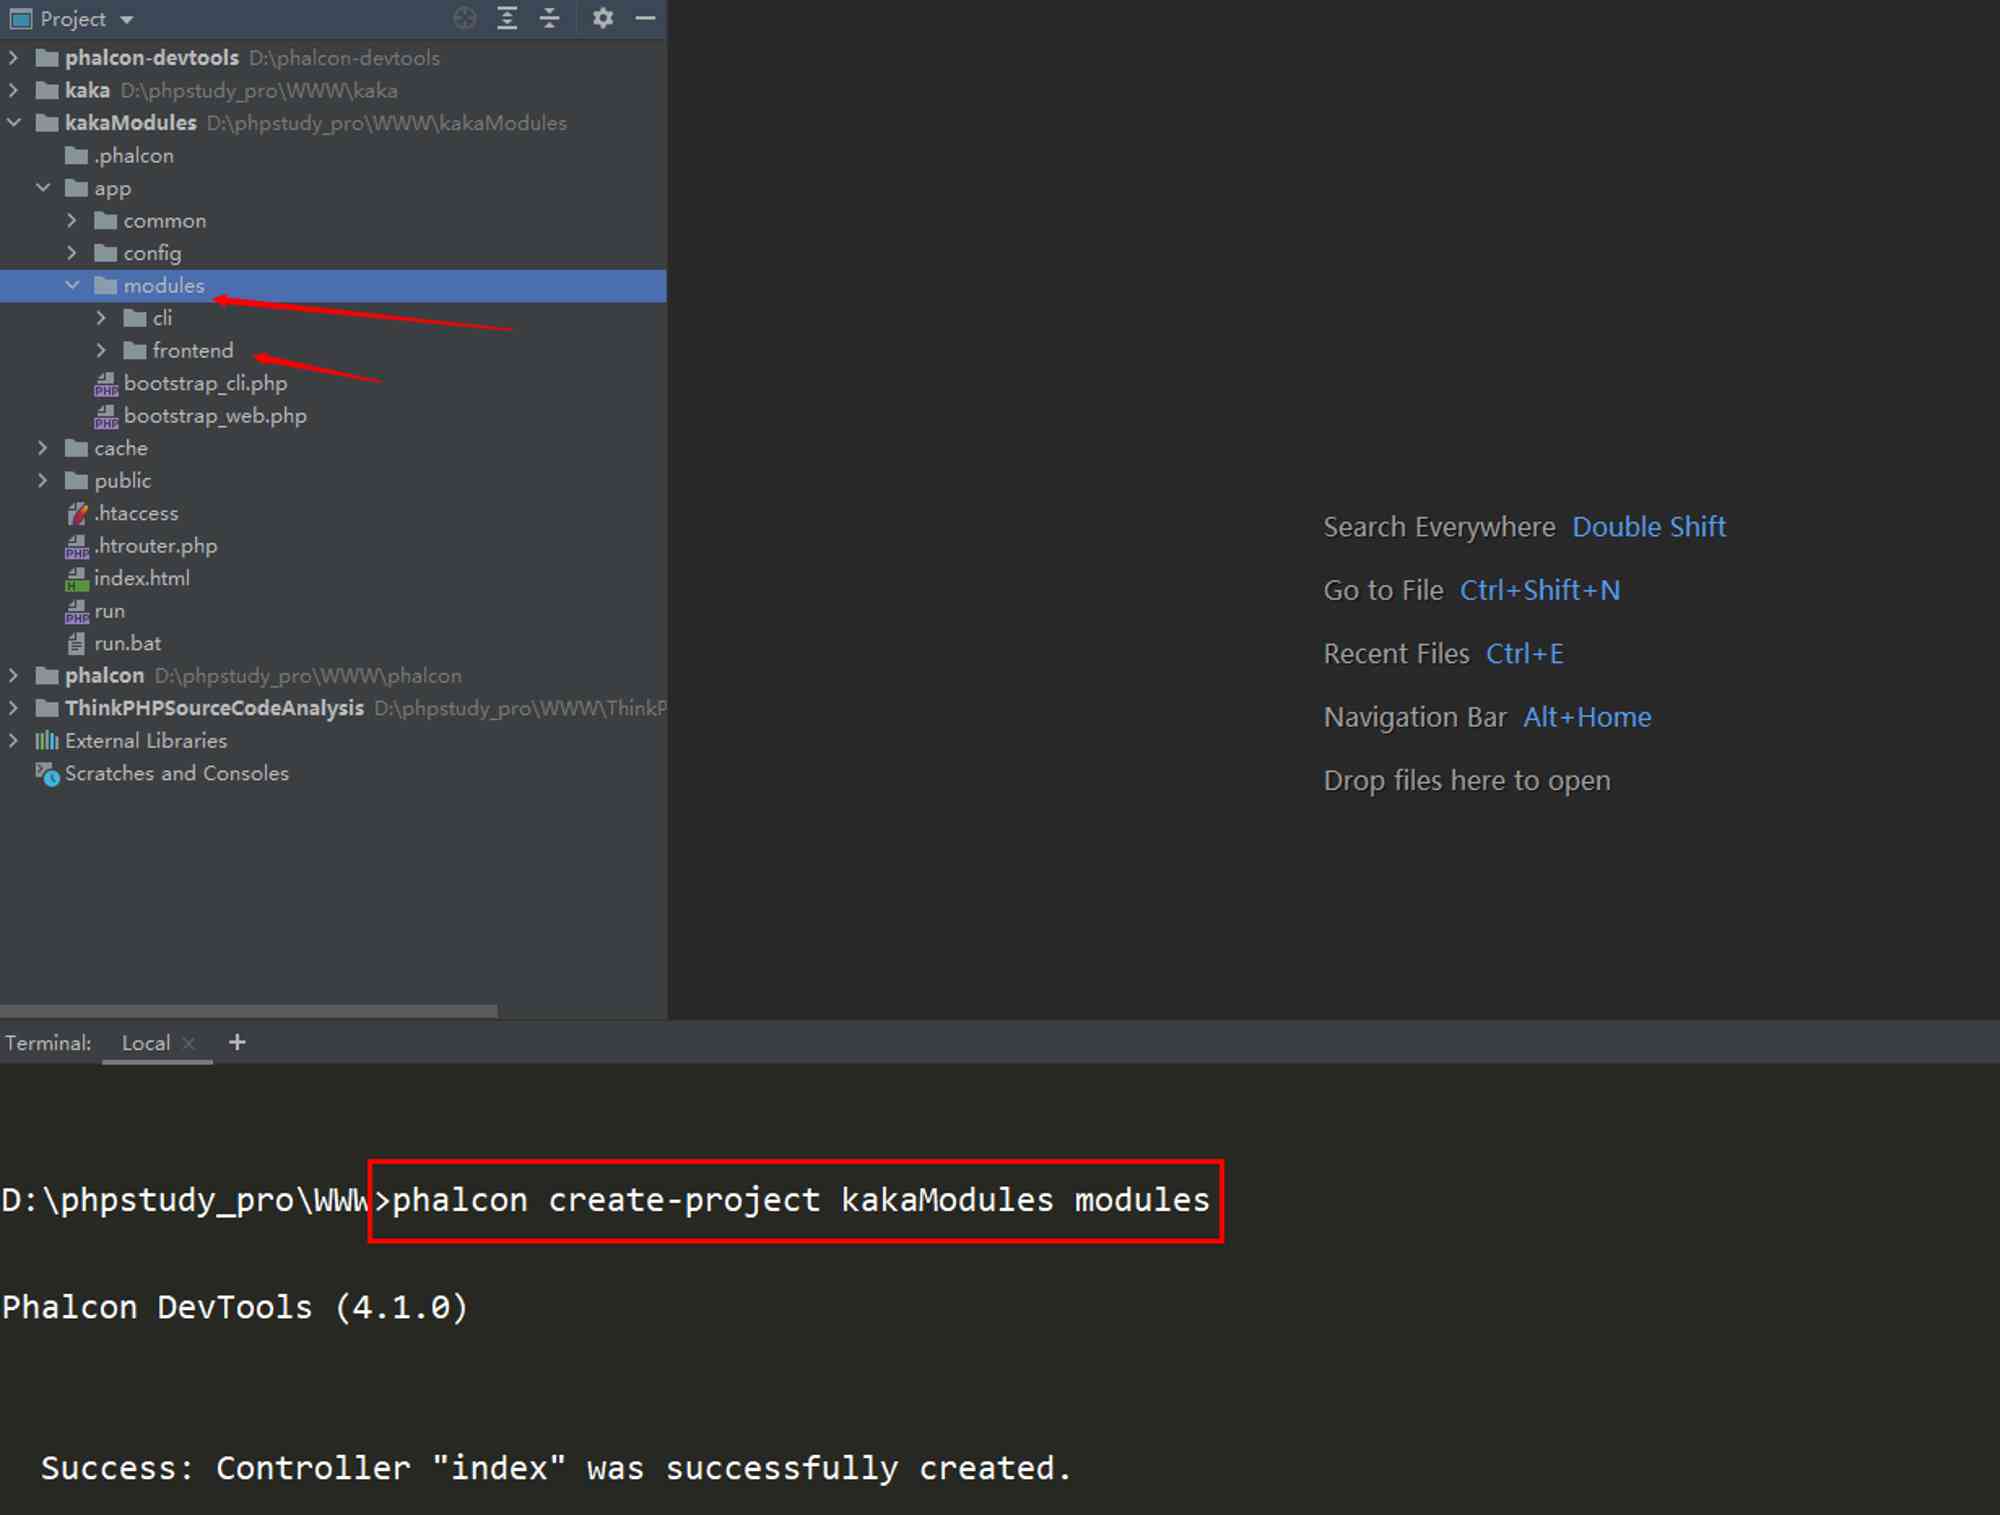 Project
phalcon-devtools D:\phalcon-devtools
kaka D:\phpstudy_pro\WWW\kaka
kakaModules D:\phpstudy_pro\WWW\kakaModules
.phalcon
app
common
config
modules
cli
frontend
PHP bootstrap_cli.php
PHP bootstrap_web.php
cache
public
.htaccess
PHP .htrouter.php
H index.html
PHP run
run.bat
phalcon D:\phpstudy_pro\WWW\phalcon
ThinkPHPSourceCodeAnalysis D:\phpstudy_pro\WWW\ThinkP
External Libraries
Scratches and Consoles
Search Everywhere Double Shift
Go to File Ctrl+Shift+N
Recent Files Ctrl+E
Navigation Bar Alt+Home
Drop files here to open
Terminal: Local × +
D:\phpstudy_pro\WWW>phalcon create-project kakaModules modules
Phalcon DevTools (4.1.0)
Success: Controller "index" was successfully created.